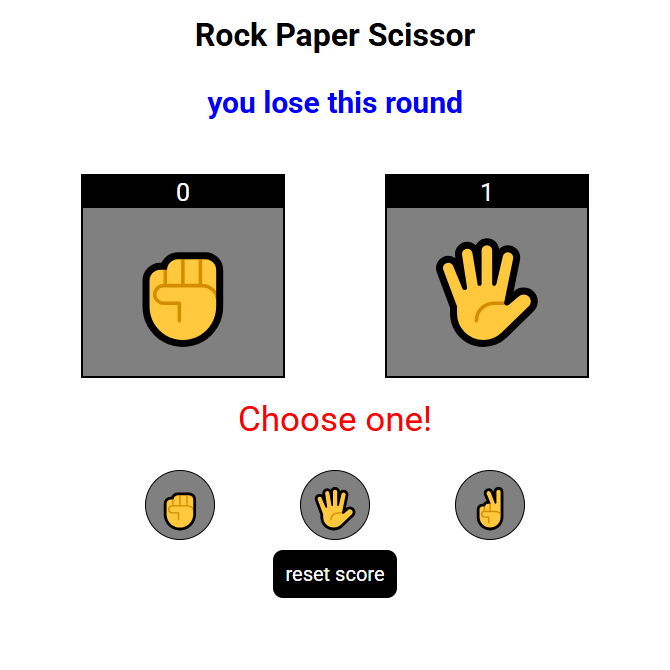 Rock Paper Scissor
you lose this round
0
1
Choose one!
reset score